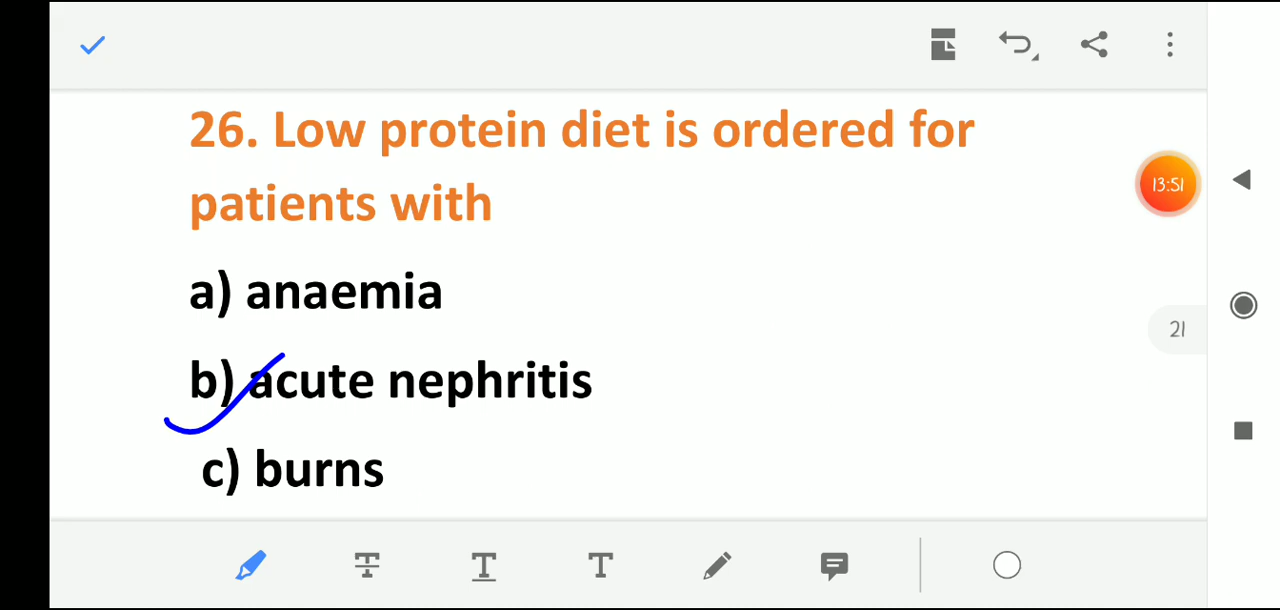 26. Low protein diet is ordered for
patients with
13:51
a) anaemia
21
b) acute nephritis
c) burns